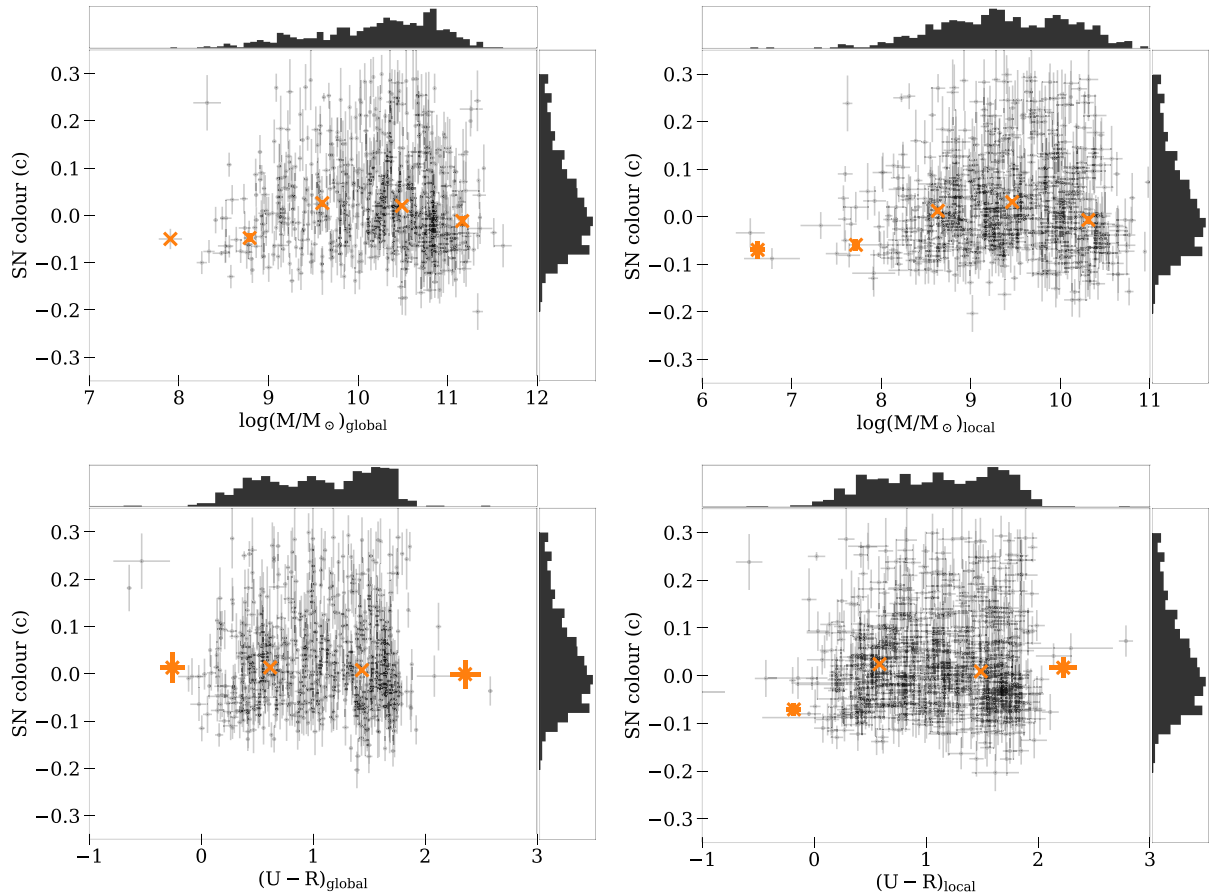 0.3
0.2
0.1
0.0
−0.1
−0.2
−0.3
SN colour (c)
7 8 9 10 11 12
log(M/M⊙)global
0.3
0.2
0.1
0.0
−0.1
−0.2
−0.3
SN colour (c)
6 7 8 9 10 11
log(M/M⊙)local
0.3
0.2
0.1
0.0
−0.1
−0.2
−0.3
SN colour (c)
−1 0 1 2 3
(U − R)global
0.3
0.2
0.1
0.0
−0.1
−0.2
−0.3
SN colour (c)
−1 0 1 2 3
(U − R)local